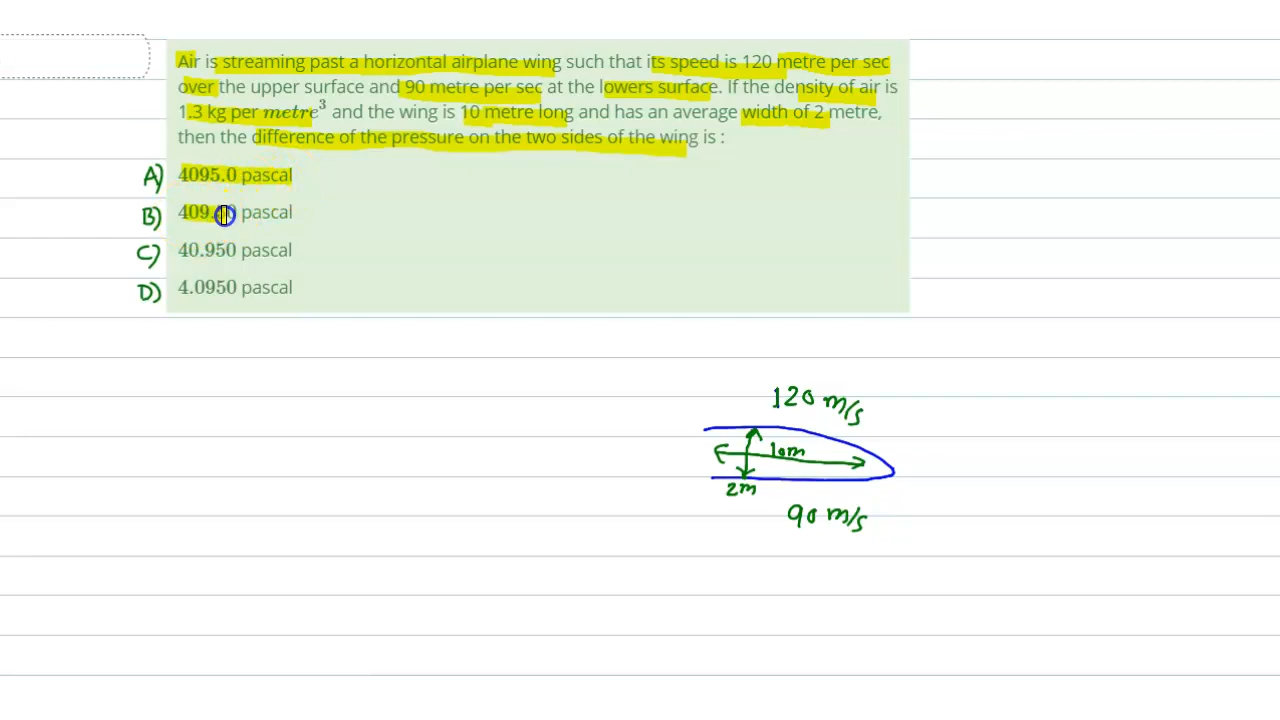 Air is streaming past a horizontal airplane wing such that its speed is 120 metre per sec
over the upper surface and 90 metre per sec at the lowers surface. If the density of air is
1.3 kg per metre³ and the wing is 10 metre long and has an average width of 2 metre,
then the difference of the pressure on the two sides of the wing is :
A) 4095.0 pascal
B) 409. 0 pascal
C) 40.950 pascal
D) 4.0950 pascal
120 m/s
10m
2m
90 m/s